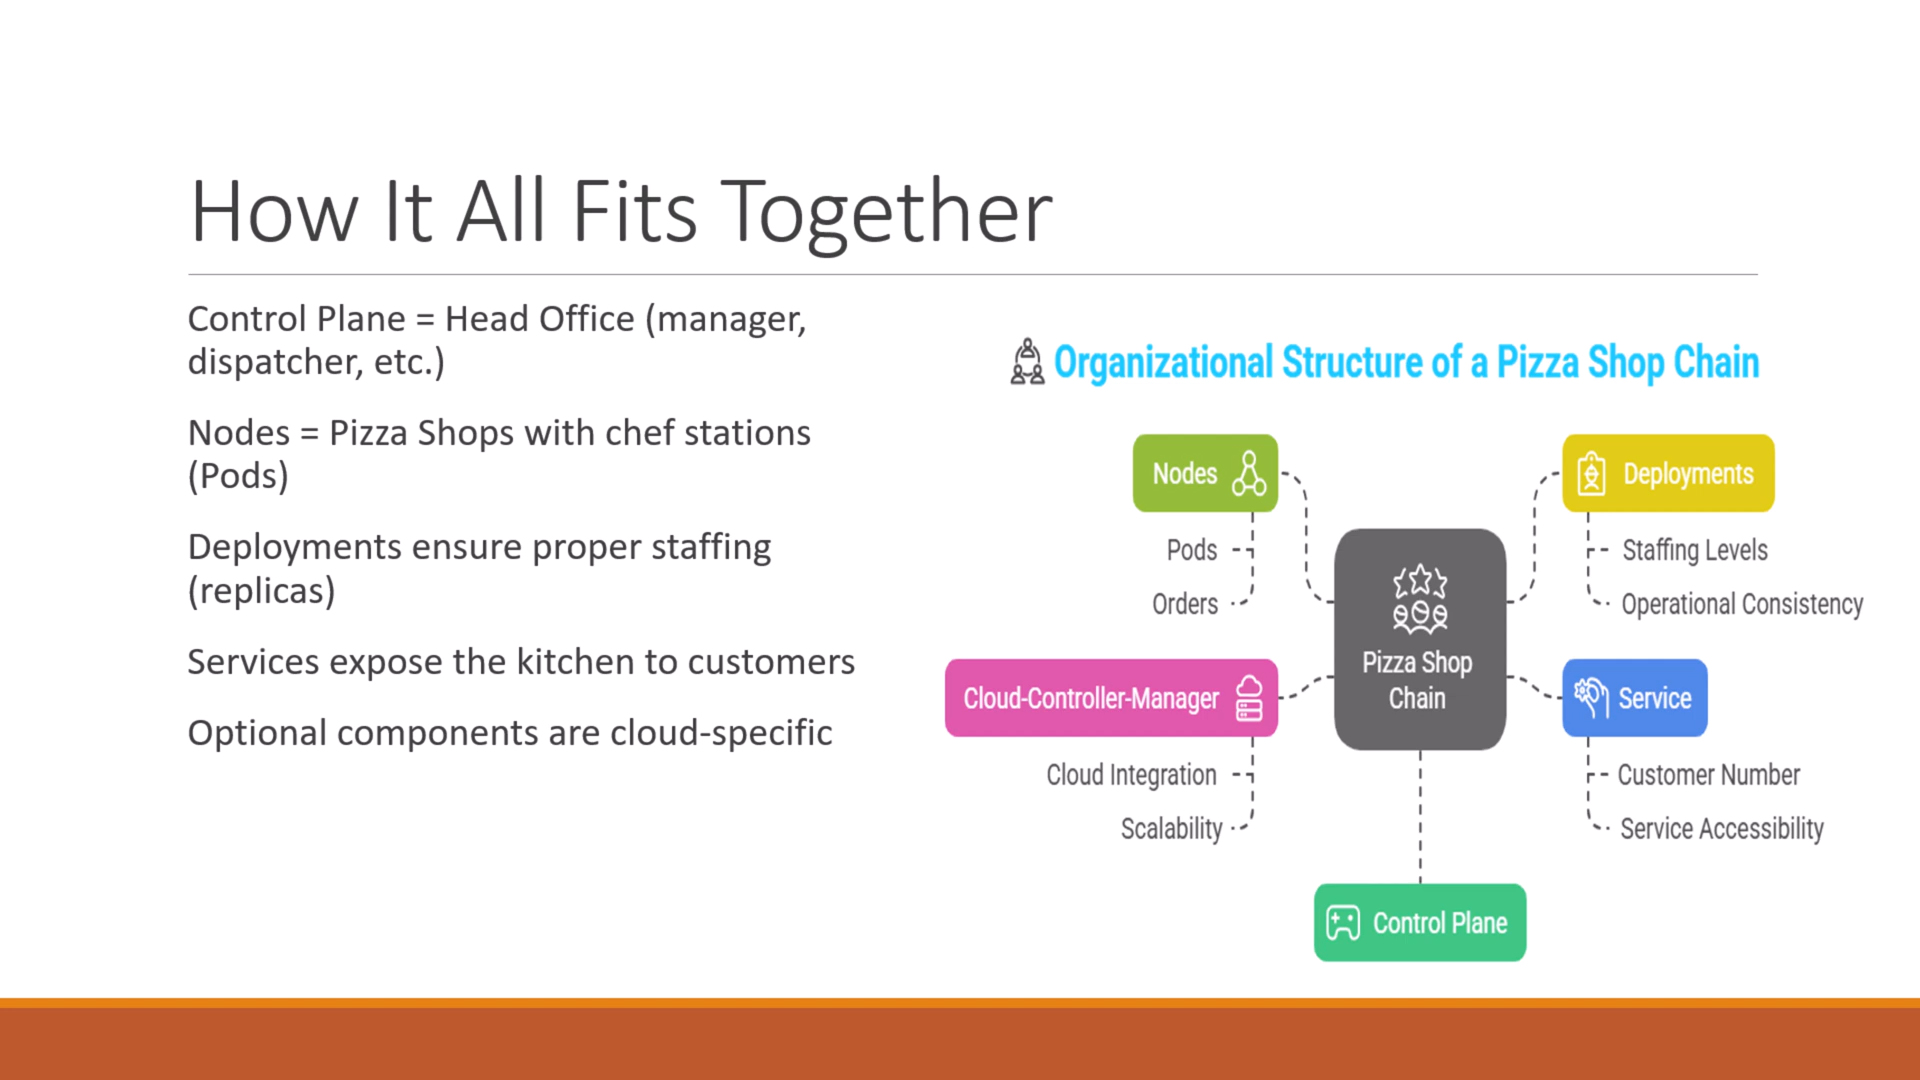 How It All Fits Together
Control Plane = Head Office (manager,
dispatcher, etc.)
Nodes = Pizza Shops with chef stations
(Pods)
Deployments ensure proper staffing
(replicas)
Services expose the kitchen to customers
Optional components are cloud-specific
Organizational Structure of a Pizza Shop Chain
Nodes
Pods
Orders
Deployments
Staffing Levels
Operational Consistency
Pizza Shop
Chain
Cloud-Controller-Manager
Cloud Integration
Scalability
Service
Customer Number
Service Accessibility
Control Plane